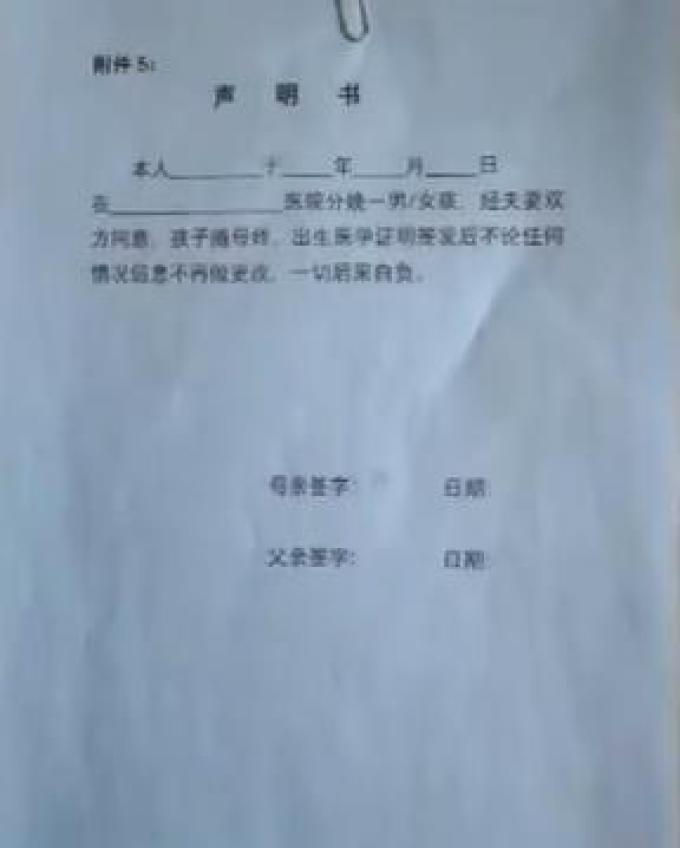 附件 5:
声 明 书
本人________于____年____月____日
在______________医院分娩一男/女孩，经夫妻双
方同意，孩子随母姓，出生医学证明签发后不论任何
情况信息不再做更改，一切后果自负。
母亲签字: 日期:
父亲签字: 日期: